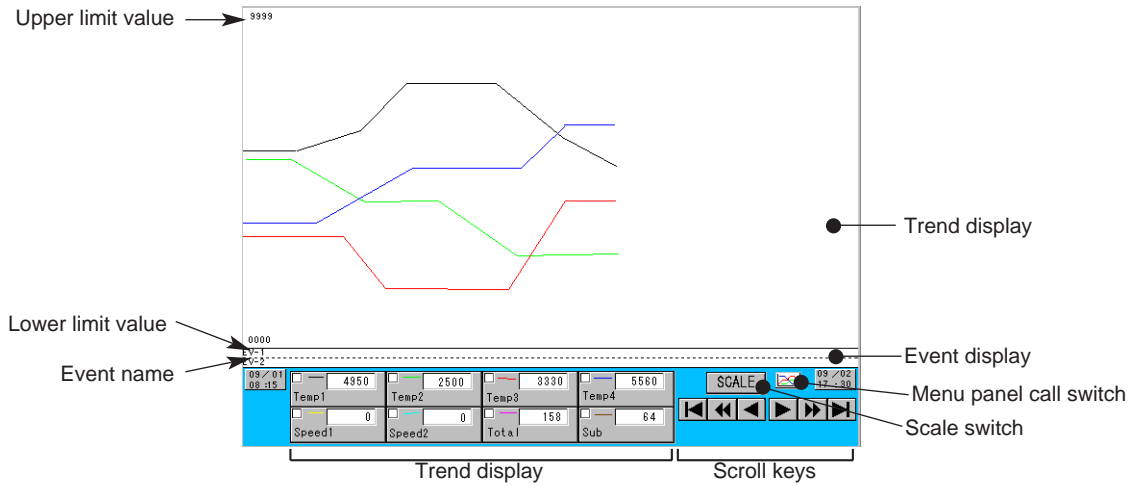 Upper limit value
9999
Trend display
Lower limit value
0000
EV-1
EV-2
Event name
Event display
09/01
08:15
4950
Temp1
2500
Temp2
3330
Temp3
5560
Temp4
SCALE
09/02
17:30
Menu panel call switch
0
Speed1
0
Speed2
158
Total
64
Sub
Scale switch
Trend display
Scroll keys